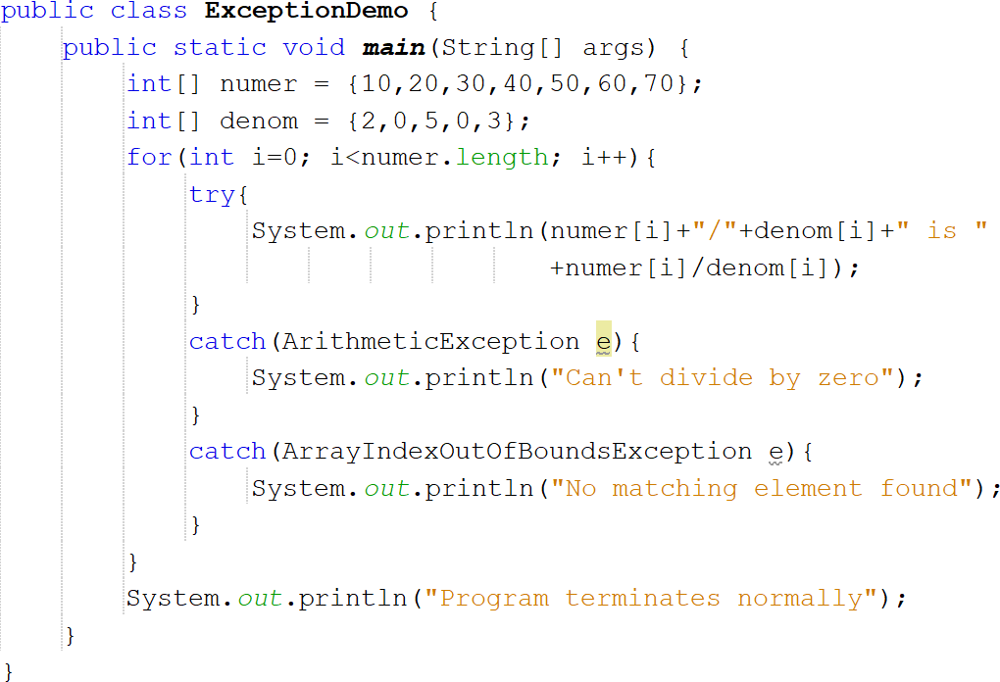 public class ExceptionDemo {
    public static void main(String[] args) {
        int[] numer = {10,20,30,40,50,60,70};
        int[] denom = {2,0,5,0,3};
        for(int i=0; i<numer.length; i++){
            try{
                System.out.println(numer[i]+"/"+denom[i]+" is "
                                   +numer[i]/denom[i]);
            }
            catch(ArithmeticException e){
                System.out.println("Can't divide by zero");
            }
            catch(ArrayIndexOutOfBoundsException e){
                System.out.println("No matching element found");
            }
        }
        System.out.println("Program terminates normally");
    }
}